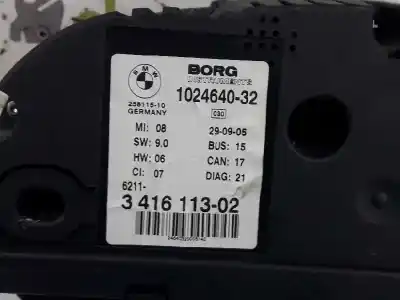 BMW
BORG
INSTRUMENTS
258115-10
GERMANY
1024640-32
MI: 08
29-09-05
SW: 9.0
BUS: 15
HW: 06
CAN: 17
CI: 07
DIAG: 21
6211-
3 416 113-02